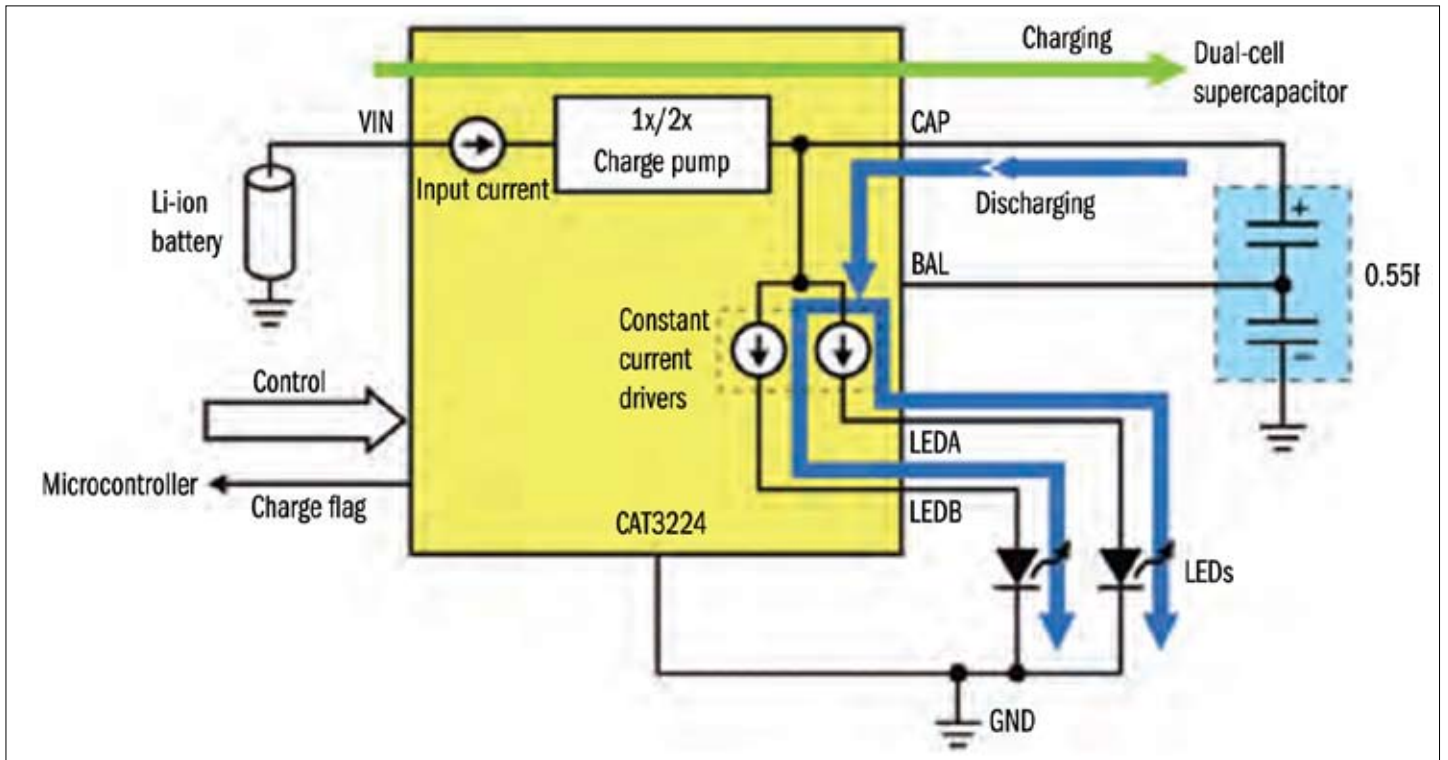 Charging
Dual-cell
supercapacitor
VIN
1x/2x
Charge pump
CAP
Input current
Discharging
Li-ion
battery
+
BAL
Constant
current
drivers
−
Control
LEDA
Microcontroller
Charge flag
LEDB
CAT3224
LEDs
GND